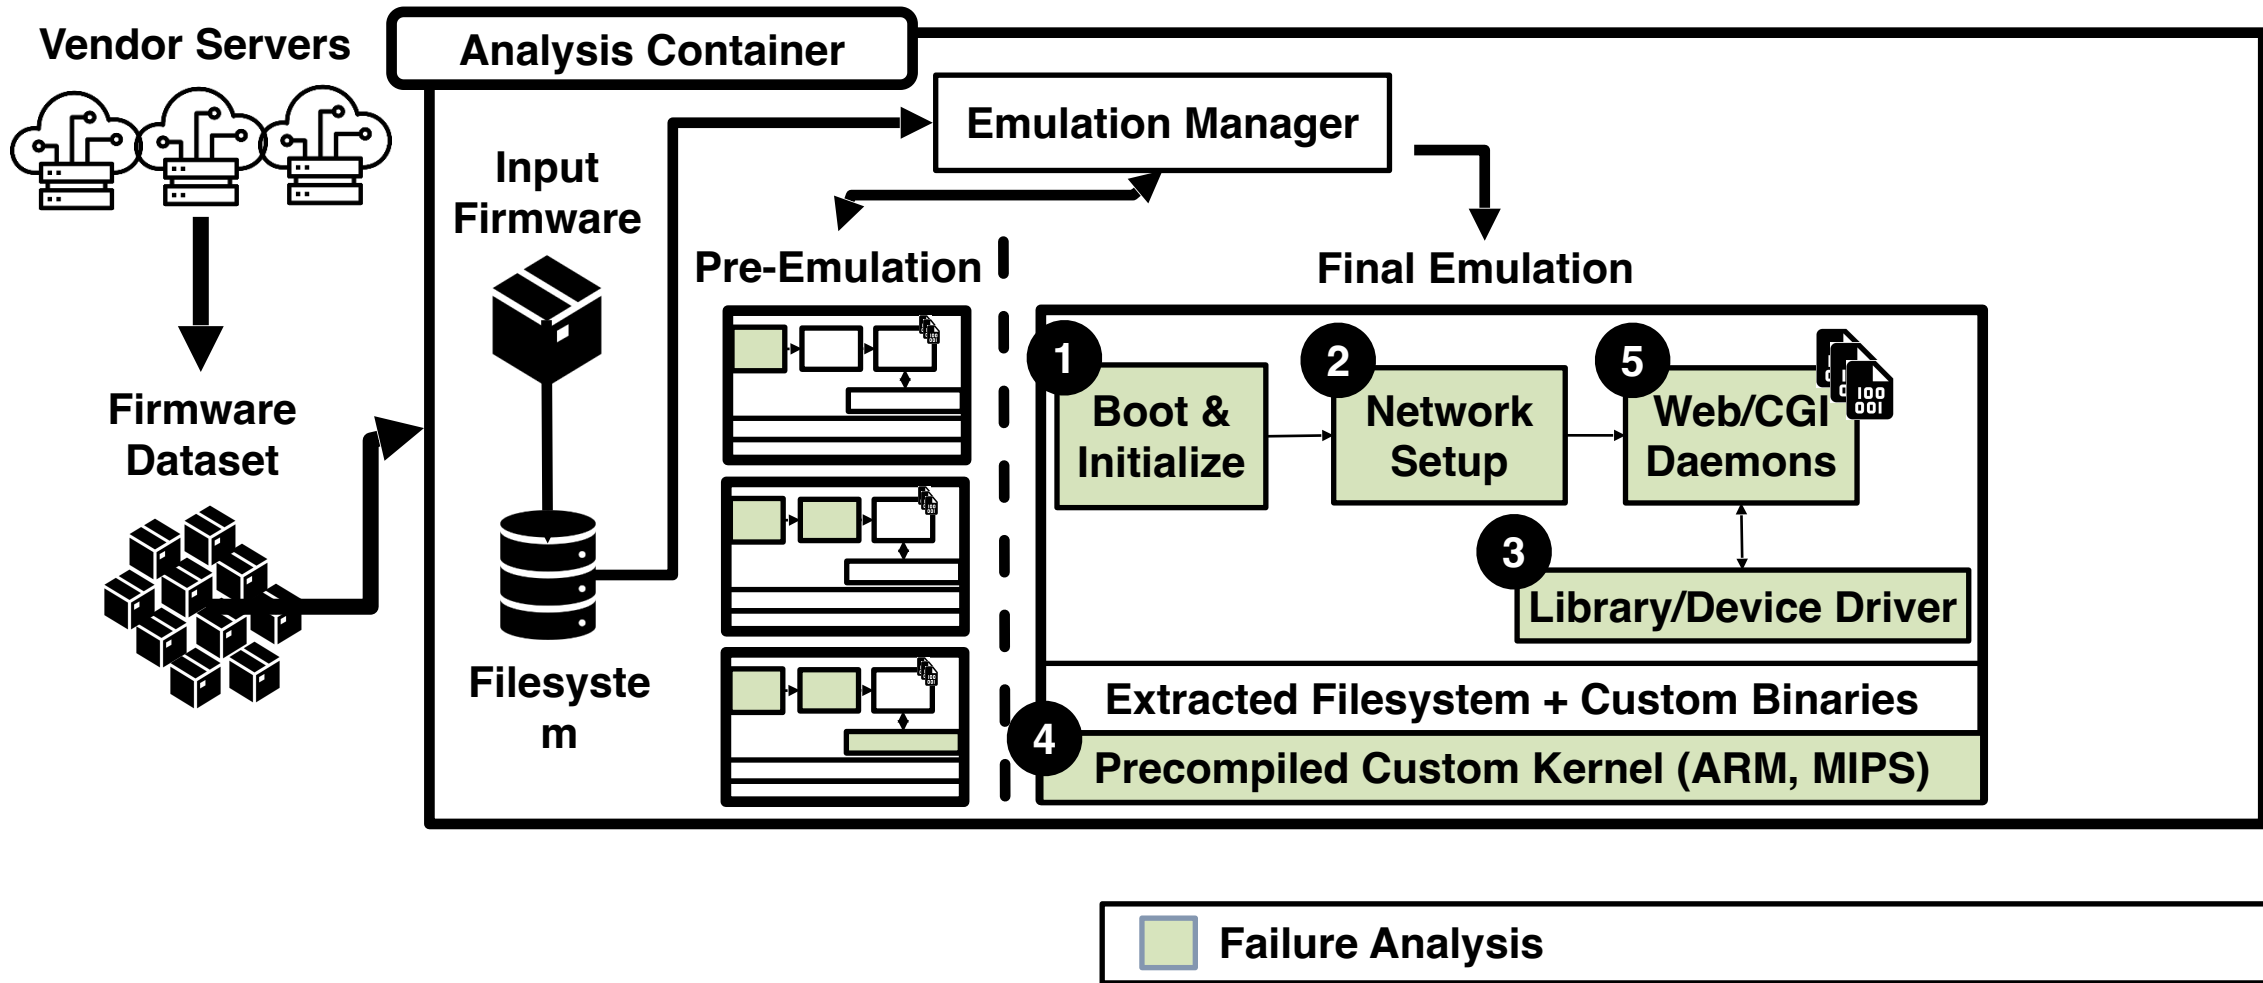 Vendor Servers
Analysis Container
Emulation Manager
Input
Firmware
Pre-Emulation
Final Emulation
Firmware
Dataset
1
2
5
Boot &
Initialize
Network
Setup
Web/CGI
Daemons
100
001
3
Library/Device Driver
Filesyste
m
Extracted Filesystem + Custom Binaries
4
Precompiled Custom Kernel (ARM, MIPS)
Failure Analysis